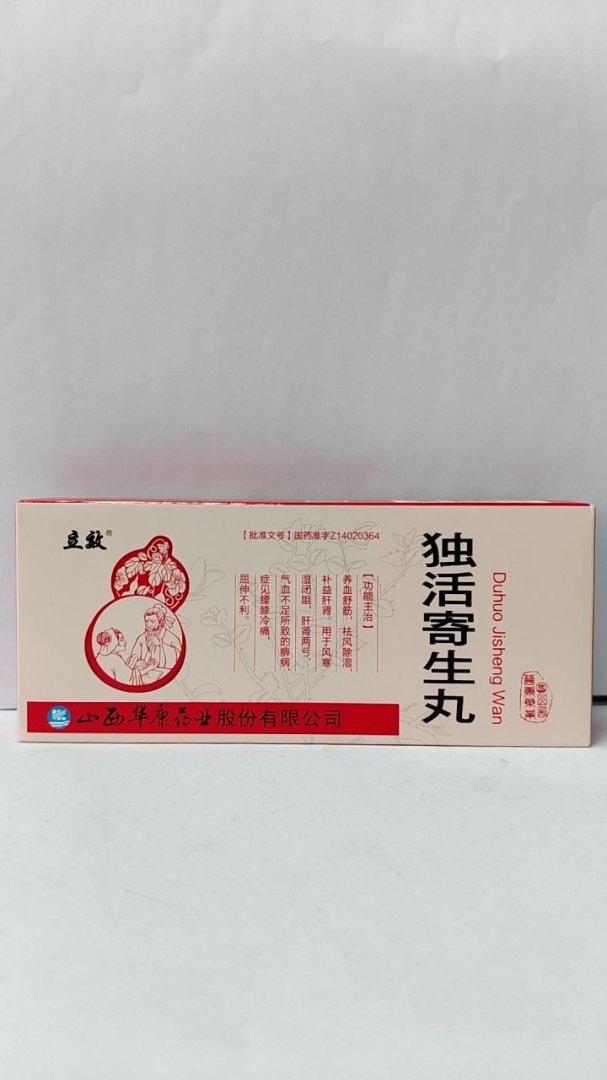 立效®
【批准文号】国药准字Z14020364
独活寄生丸
Duhuo Jisheng Wan
【功能主治】
养血舒筋，祛风除湿，
补益肝肾。用于风寒
湿闭阻，肝肾两亏，
气血不足所致的痹病，
症见腰膝冷痛，
屈伸不利。
山西华康药业股份有限公司